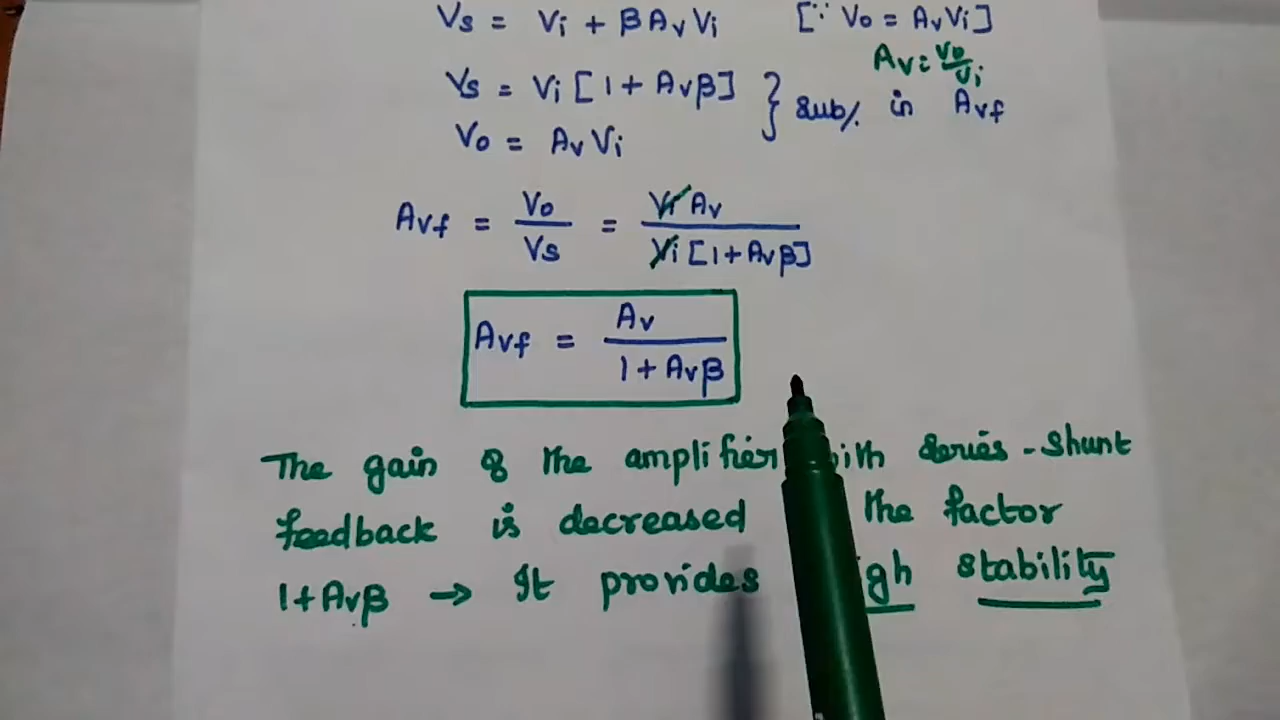 Vs = Vi + βAvVi [∵ Vo = AvVi]
Av = Vo/Vi
Vs = Vi [1 + Avβ] } sub/. in Avf
Vo = AvVi
Avf = Vo/Vs = ViAv/Vi[1+Avβ]
Avf = Av/1+Avβ
The gain of the amplifier with series-shunt
feedback is decreased the factor
1+Avβ → It provides stability